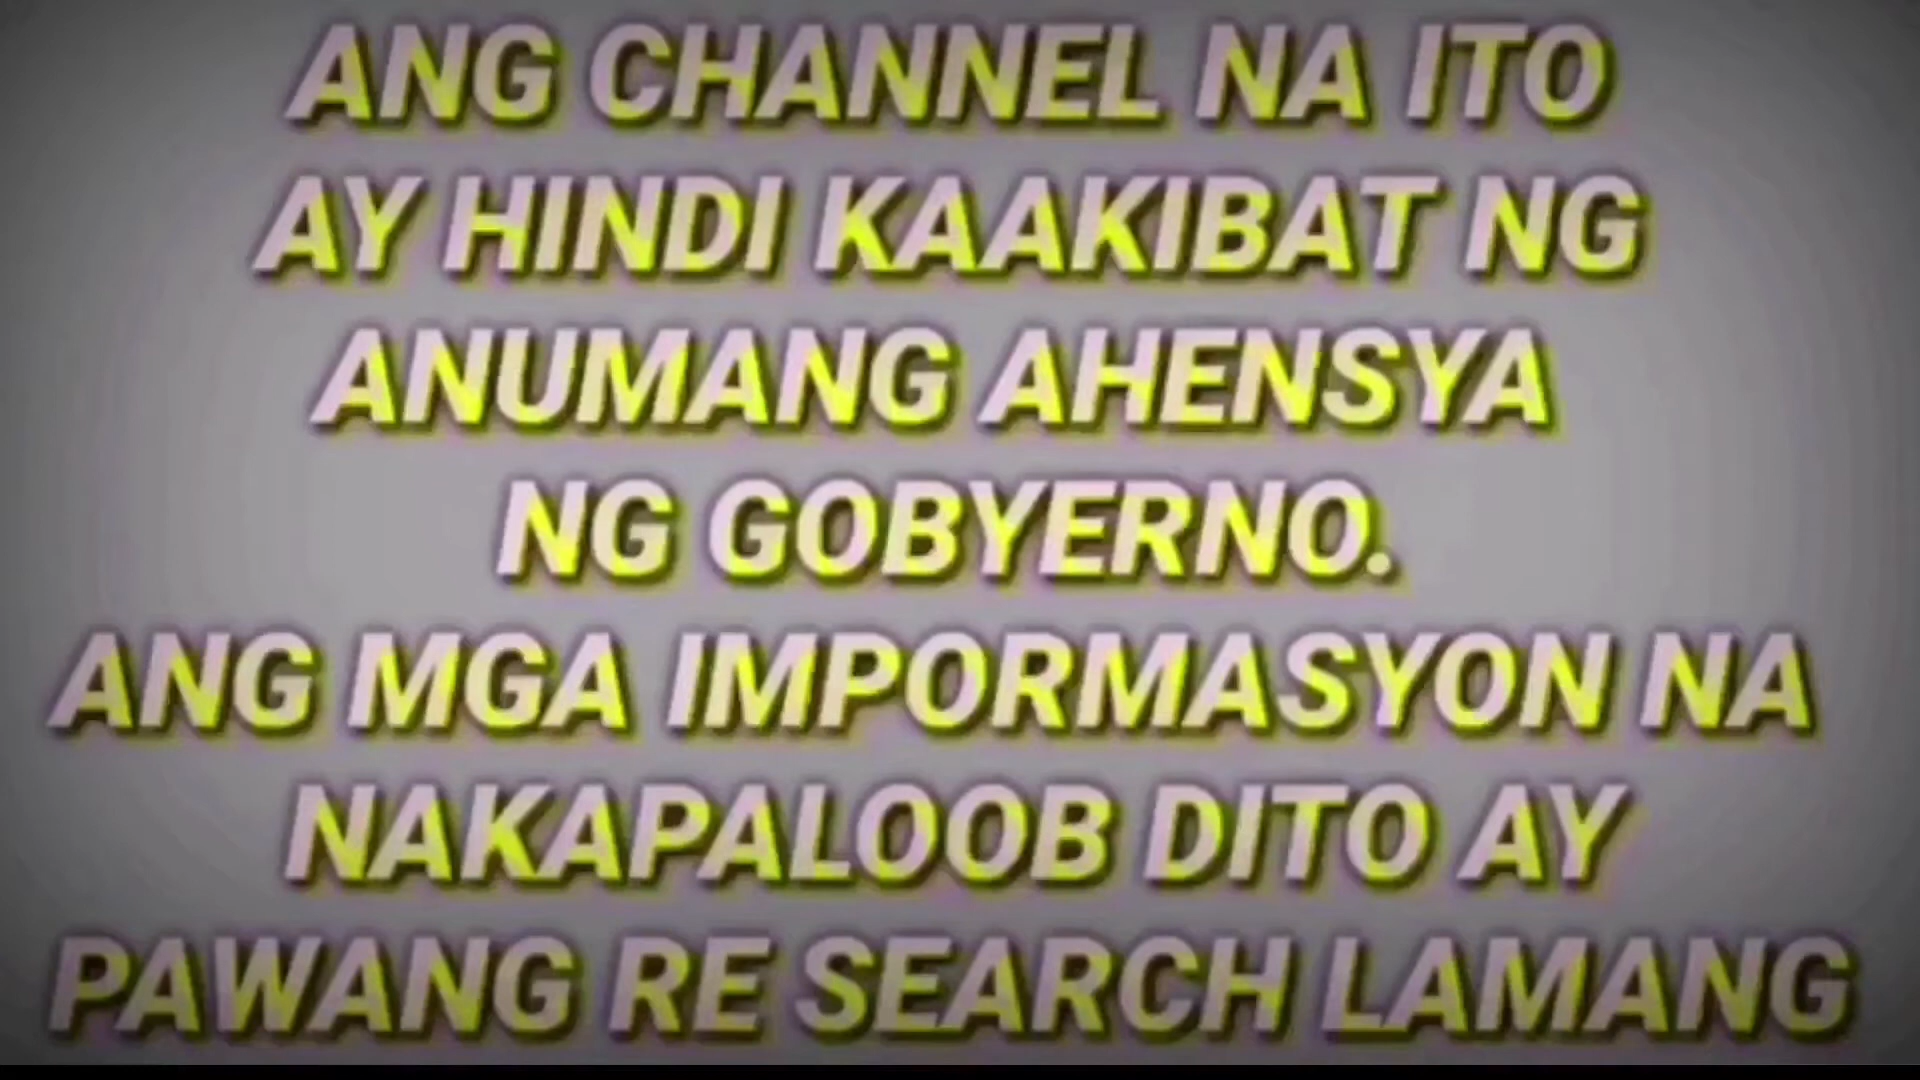 ANG CHANNEL NA ITO
AY HINDI KAAKIBAT NG
ANUMANG AHENSYA
NG GOBYERNO.
ANG MGA IMPORMASYON NA
NAKAPALOOB DITO AY
PAWANG RE SEARCH LAMANG